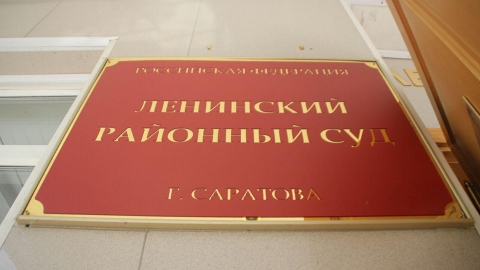 РОССИЙСКАЯ ФЕДЕРАЦИЯ
ЛЕНИНСКИЙ
РАЙОННЫЙ СУД
Г. САРАТОВА